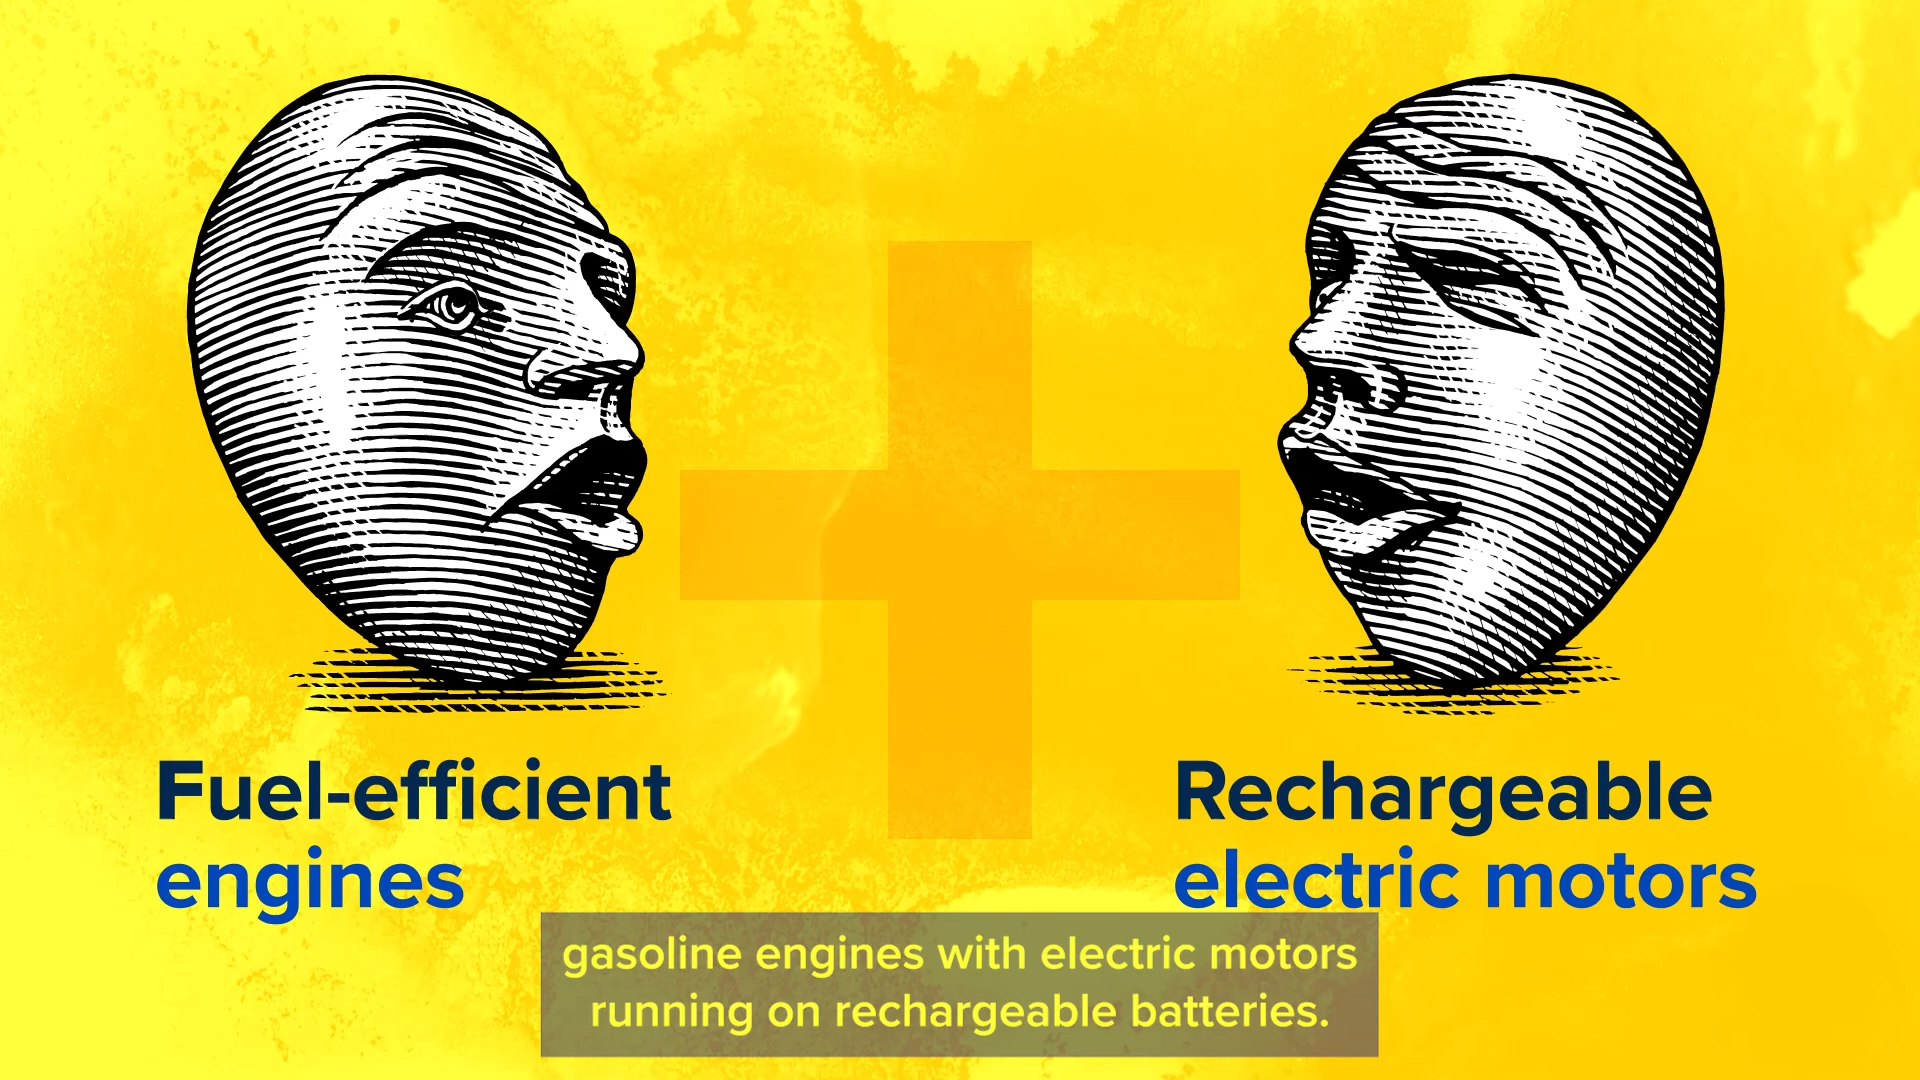 Fuel-efficient
engines
Rechargeable
electric motors
gasoline engines with electric motors
running on rechargeable batteries.